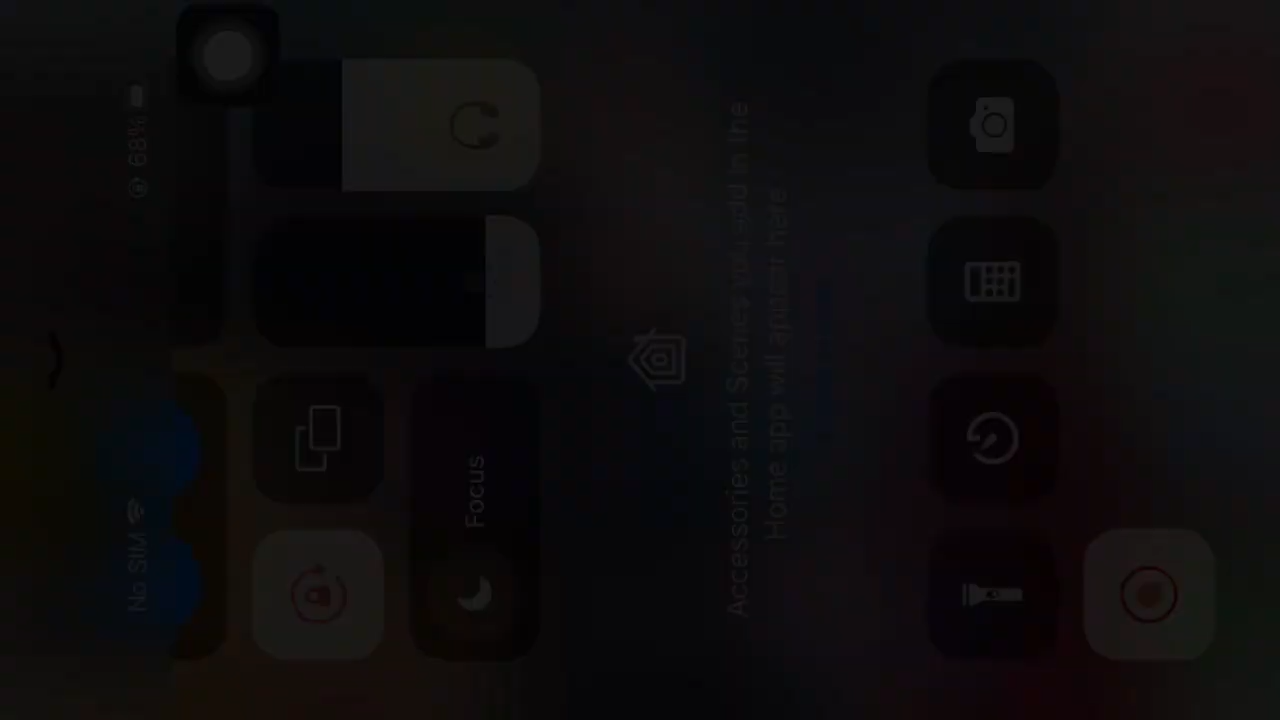 No SIM 68%
Focus
Accessories and Scenes you add in the
Home app will appear here